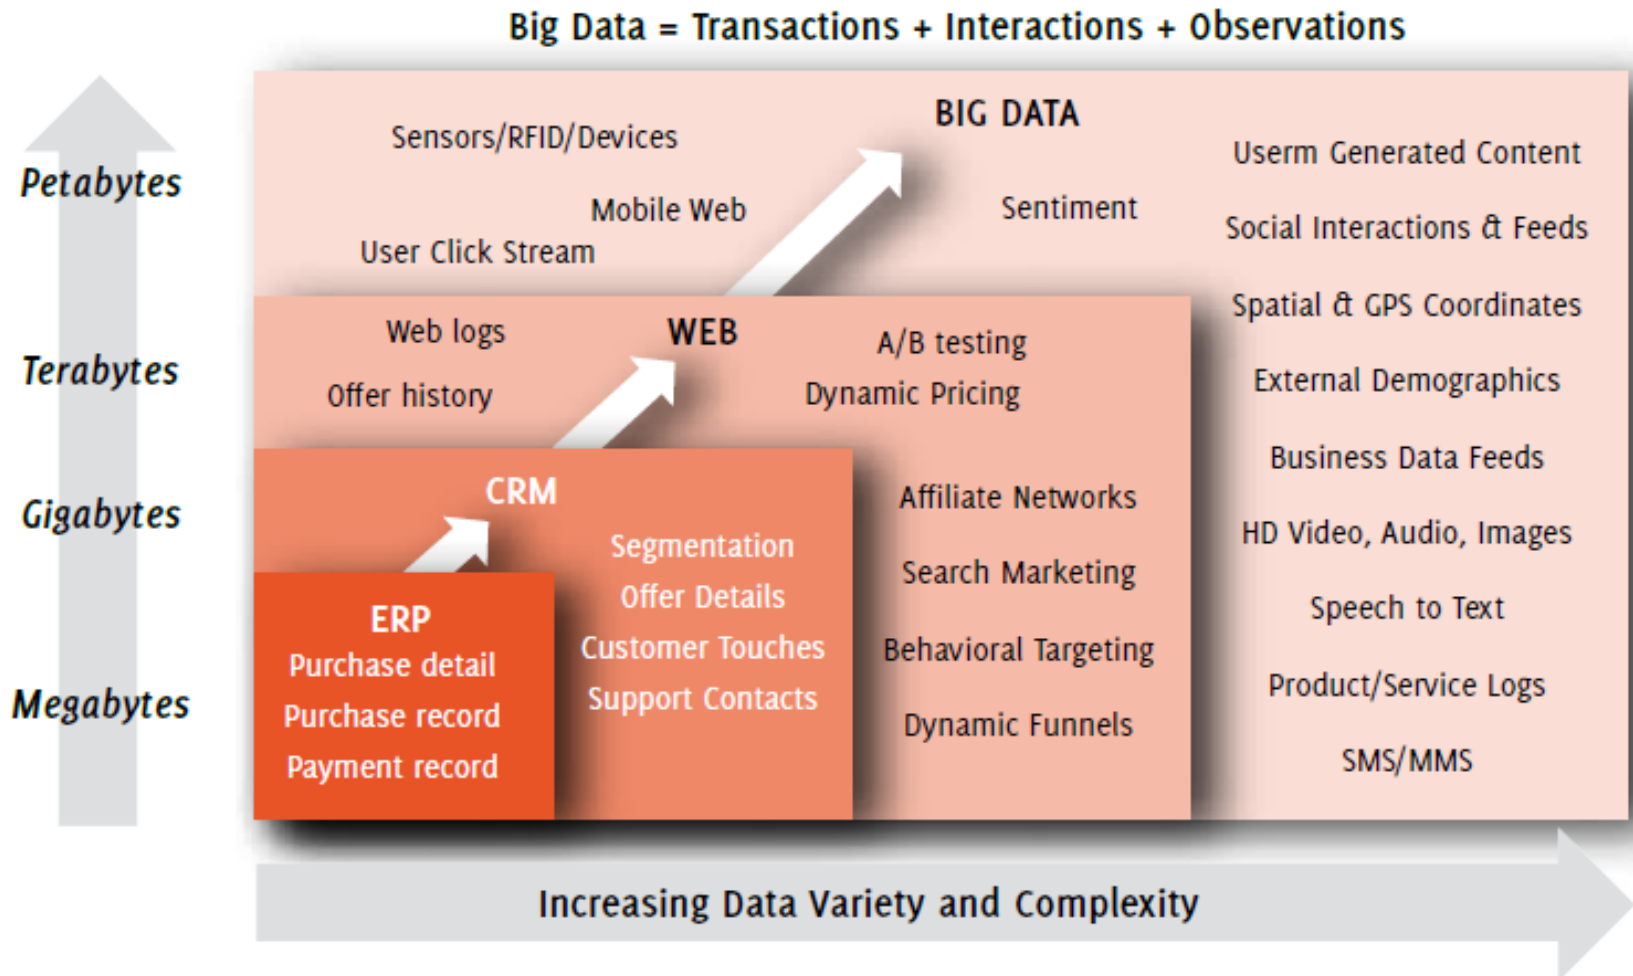 Big Data = Transactions + Interactions + Observations
BIG DATA
Sensors/RFID/Devices
Mobile Web
User Click Stream
Sentiment
Userm Generated Content
Social Interactions & Feeds
Spatial & GPS Coordinates
External Demographics
Business Data Feeds
HD Video, Audio, Images
Speech to Text
Product/Service Logs
SMS/MMS
WEB
Web logs
Offer history
A/B testing
Dynamic Pricing
Affiliate Networks
Search Marketing
Behavioral Targeting
Dynamic Funnels
CRM
Segmentation
Offer Details
Customer Touches
Support Contacts
ERP
Purchase detail
Purchase record
Payment record
Petabytes
Terabytes
Gigabytes
Megabytes
Increasing Data Variety and Complexity